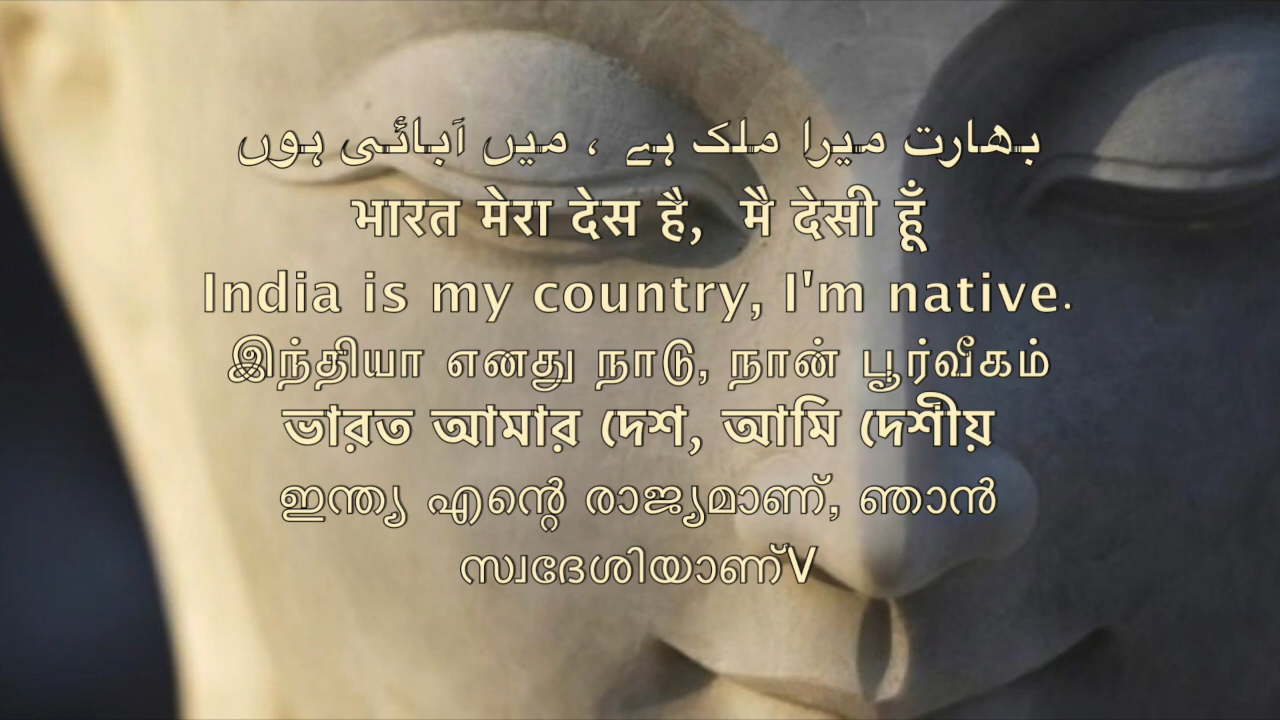 بھارت میرا ملک ہے ، میں آبائی ہوں
भारत मेरा देस है, मै देसी हूँ
India is my country, I'm native.
இந்தியா எனது நாடு, நான் பூர்வீகம்
ভারত আমার দেশ, আমি দেশীয়
ഇന്ത്യ എന്റെ രാജ്യമാണ്, ഞാൻ
സ്വദേശിയാണ്V